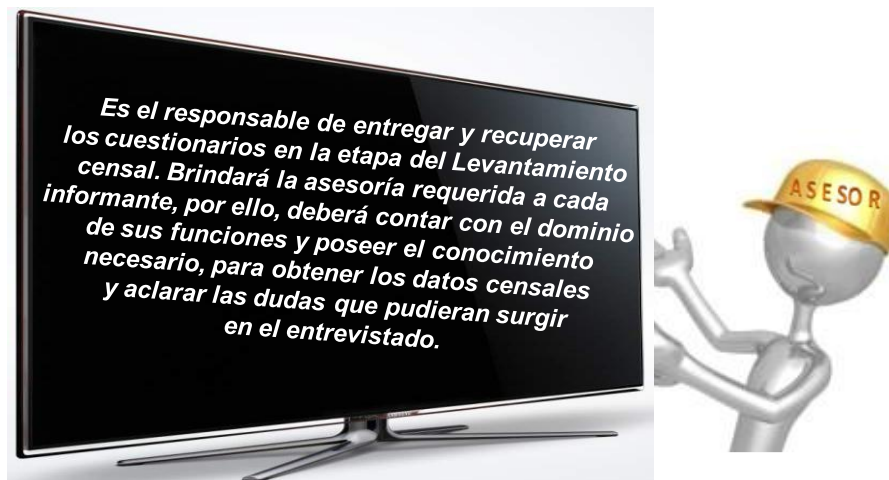 Es el responsable de entregar y recuperar
los cuestionarios en la etapa del Levantamiento
censal. Brindará la asesoría requerida a cada
informante, por ello, deberá contar con el dominio
de sus funciones y poseer el conocimiento
necesario, para obtener los datos censales
y aclarar las dudas que pudieran surgir
en el entrevistado.
ASESOR